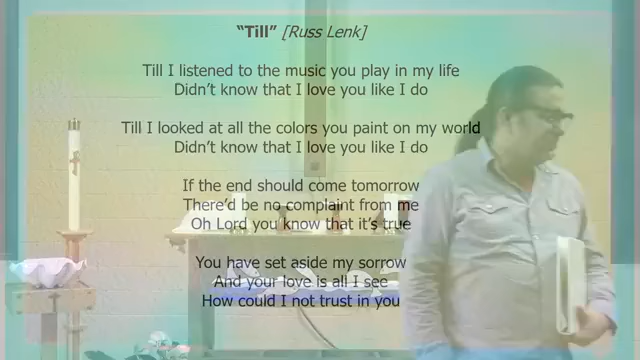 “Till” [Russ Lenk]
Till I listened to the music you play in my life
Didn’t know that I love you like I do
Till I looked at all the colors you paint on my world
Didn’t know that I love you like I do
If the end should come tomorrow
There’d be no complaint from me
Oh Lord you know that it’s true
You have set aside my sorrow
And your love is all I see
How could I not trust in you